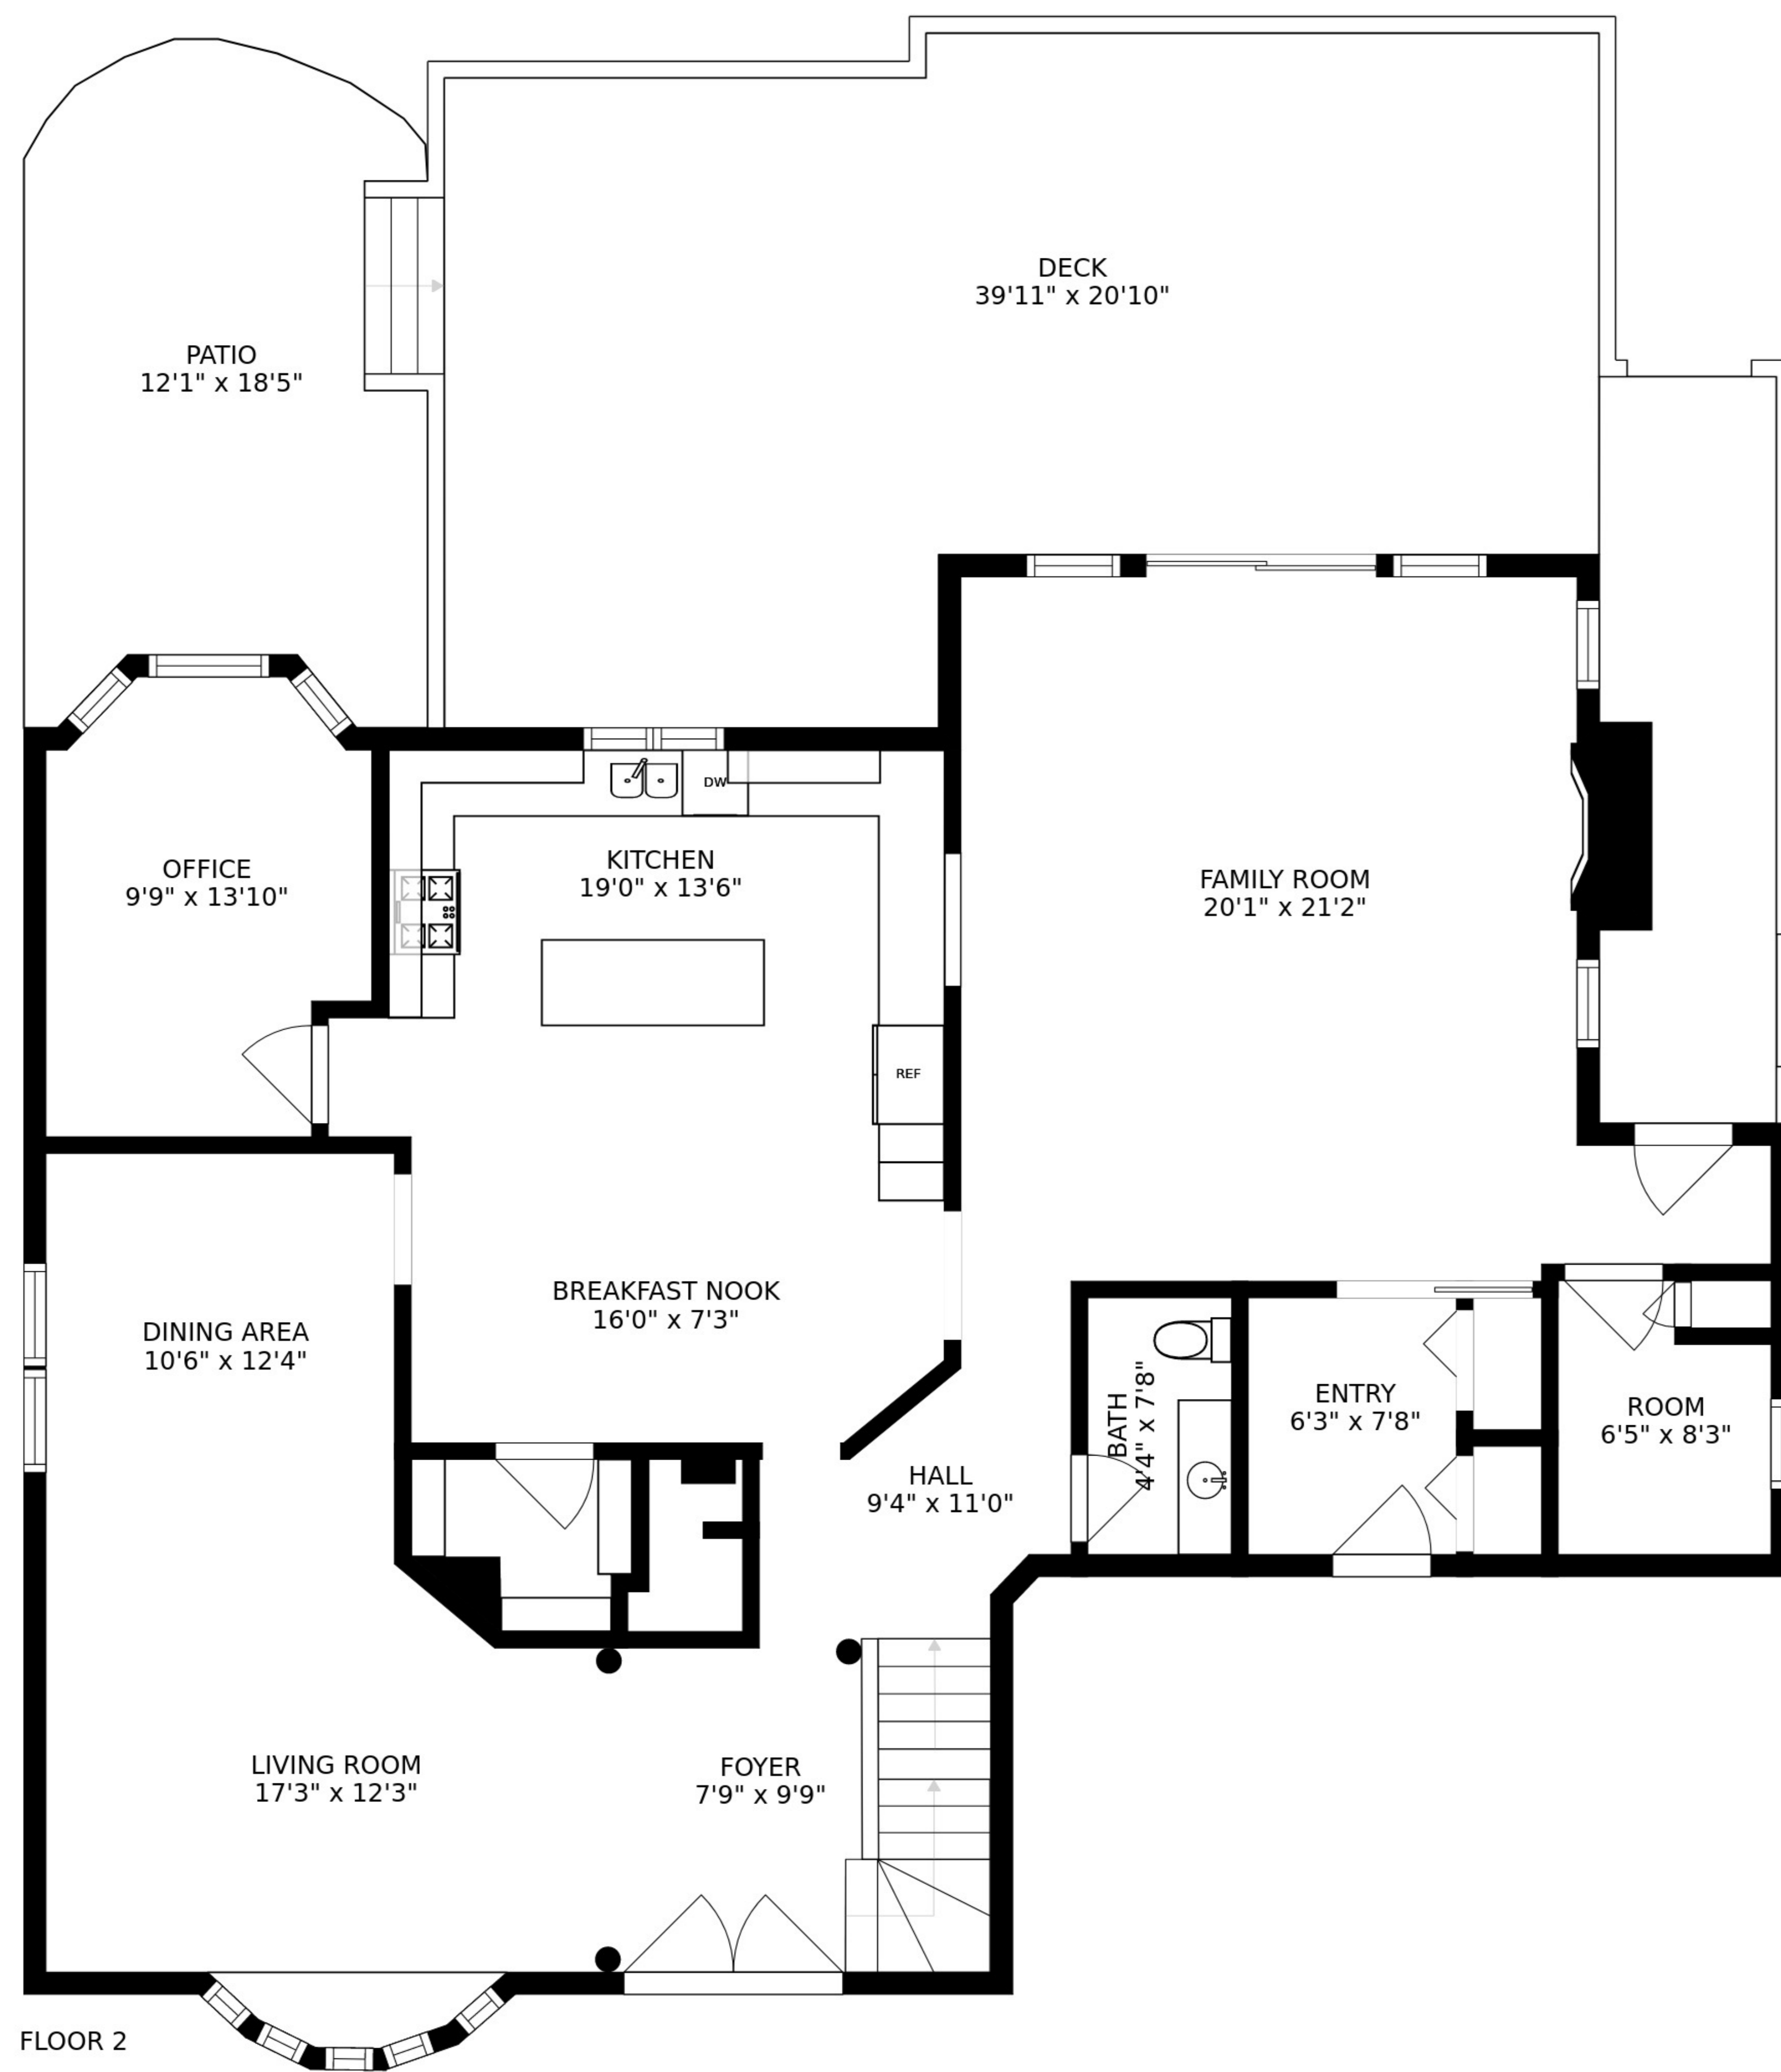 DECK
39'11" x 20'10"
PATIO
12'1" x 18'5"
DW
KITCHEN
19'0" x 13'6"
OFFICE
9'9" x 13'10"
FAMILY ROOM
20'1" x 21'2"
REF
BREAKFAST NOOK
16'0" x 7'3"
DINING AREA
10'6" x 12'4"
BATH
4'4" x 7'8"
ENTRY
6'3" x 7'8"
ROOM
6'5" x 8'3"
HALL
9'4" x 11'0"
LIVING ROOM
17'3" x 12'3"
FOYER
7'9" x 9'9"
FLOOR 2